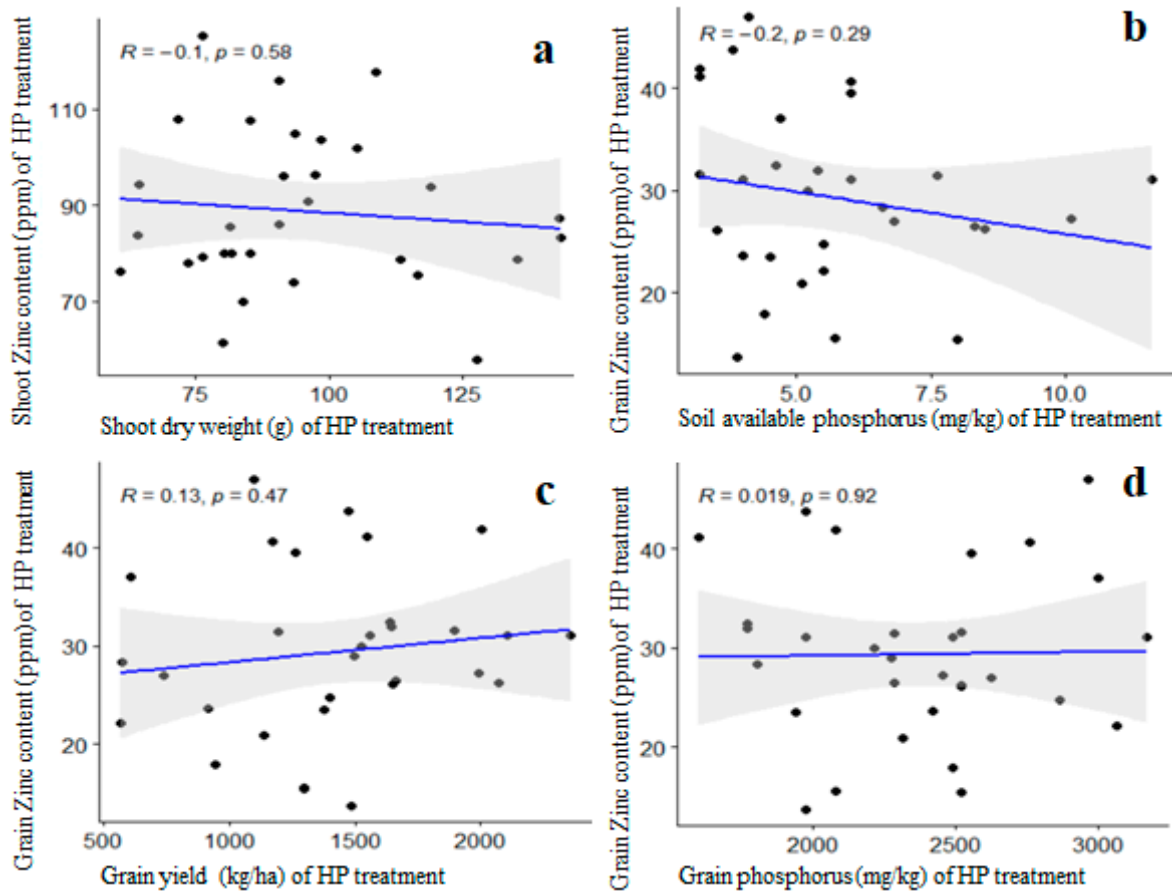 a
R = −0.1, p = 0.58
Shoot Zinc content (ppm) of HP treatment
110
90
70
75
100
125
Shoot dry weight (g) of HP treatment
b
R = −0.2, p = 0.29
Grain Zinc content (ppm) of HP treatment
40
30
20
5.0
7.5
10.0
Soil available phosphorus (mg/kg) of HP treatment
c
R = 0.13, p = 0.47
Grain Zinc content (ppm) of HP treatment
40
30
20
500
1000
1500
2000
Grain yield (kg/ha) of HP treatment
d
R = 0.019, p = 0.92
Grain Zinc content (ppm) of HP treatment
40
30
20
2000
2500
3000
Grain phosphorus (mg/kg) of HP treatment